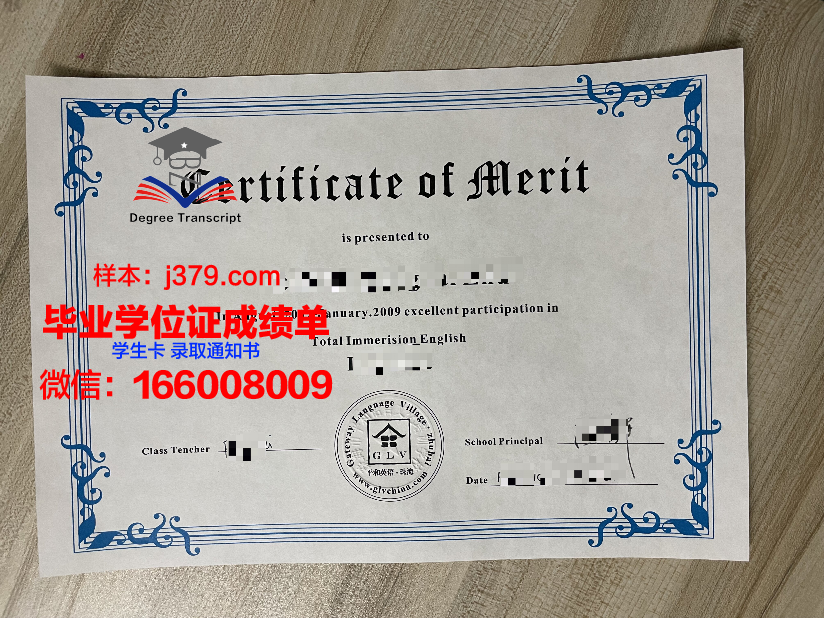 Certificate of Merit
Degree Transcript
is presented to
样本：j379.com
January.2009 excellent participation in
毕业学位证成绩单
Total Immerision English
学生卡 录取通知书
微信：166008009
Gateway Language Village · zhuhai
GLV
www.glvchina.com
Class Tencher
School Principal
Date